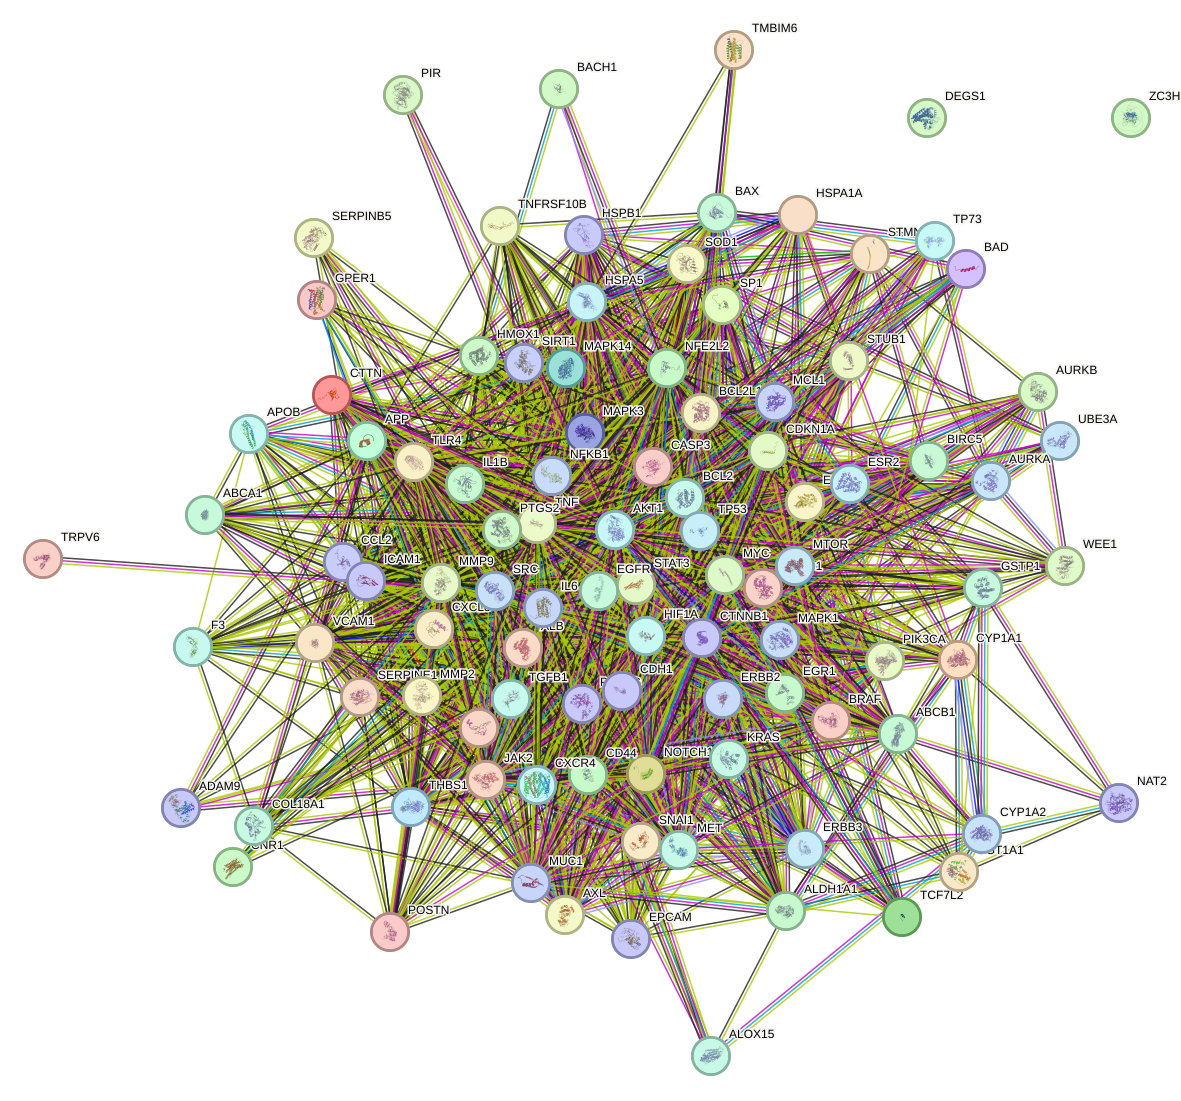 TMBIM6
PIR
BACH1
DEGS1
ZC3H
BAX
HSPA1A
TNFRSF10B
HSPB1
SERPINB5
TP73
STMN
SOD1
BAD
GPER1
HSPA5
SP1
HMOX1
SIRT1
MAPK14
NFE2L2
STUB1
CTTN
AURKB
MCL1
BCL2L1
APOB
APP
MAPK3
UBE3A
CDKN1A
TLR4
CASP3
BIRC5
NFKB1
IL1B
ESR2
AURKA
BCL2
ABCA1
TNF
PTGS2
AKT1
TP53
TRPV6
CCL2
ICAM1
MMP9
MTOR
WEE1
SRC
EGFR
STAT3
MYC
GSTP1
IL6
CXCL
HIF1A
CTNNB1
MAPK1
F3
VCAM1
PIK3CA
CYP1A1
SERPINE1
MMP2
TGFB1
CDH1
ERBB2
EGR1
BRAF
ABCB1
KRAS
JAK2
CXCR4
CD44
NOTCH1
ADAM9
THBS1
NAT2
COL18A1
CYP1A2
CNR1
SNAI1
MET
ERBB3
MUC1
AXL
ALDH1A1
TCF7L2
POSTN
EPCAM
ALOX15